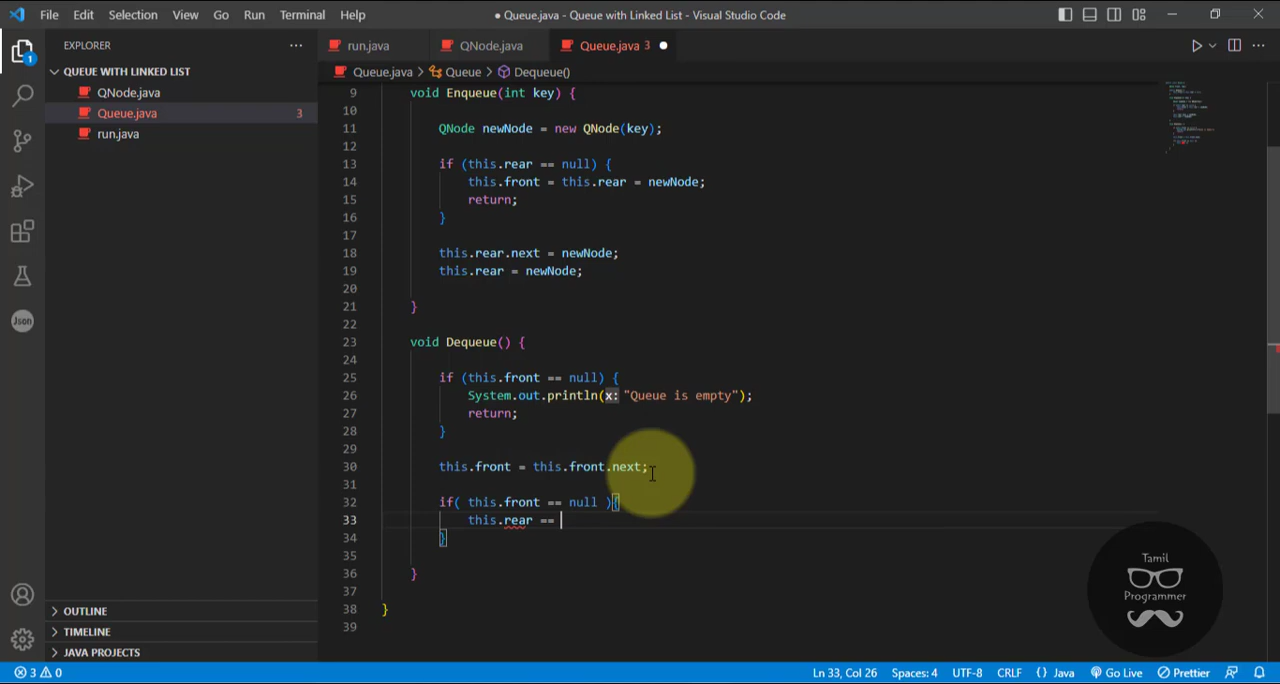 File Edit Selection View Go Run Terminal Help
● Queue.java - Queue with Linked List - Visual Studio Code
EXPLORER
run.java QNode.java Queue.java 3
QUEUE WITH LINKED LIST
Queue.java > Queue > Dequeue()
QNode.java
Queue.java 3
run.java
1
Json
9 void Enqueue(int key) {
10
11 QNode newNode = new QNode(key);
12
13 if (this.rear == null) {
14 this.front = this.rear = newNode;
15 return;
16 }
17
18 this.rear.next = newNode;
19 this.rear = newNode;
20
21 }
22
23 void Dequeue() {
24
25 if (this.front == null) {
26 System.out.println(x: "Queue is empty");
27 return;
28 }
29
30 this.front = this.front.next;
31
32 if( this.front == null ){
33 this.rear ==
34 }
35
36 }
37
38 }
39
Tamil
Programmer
OUTLINE
TIMELINE
JAVA PROJECTS
3 0 Ln 33, Col 26 Spaces: 4 UTF-8 CRLF {} Java Go Live Prettier